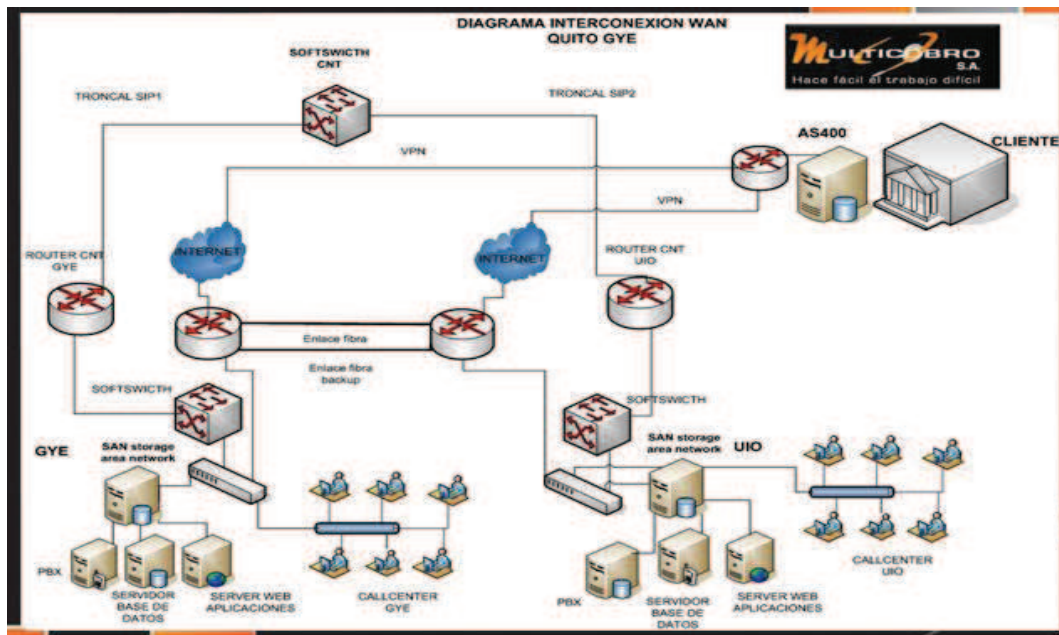 DIAGRAMA INTERCONEXION WAN
QUITO GYE
MULTICOBRO
S.A.
Hace fácil el trabajo difícil
SOFTSWICTH
CNT
TRONCAL SIP1
TRONCAL SIP2
AS400
CLIENTE
VPN
VPN
INTERNET
INTERNET
ROUTER CNT
GYE
ROUTER CNT
UIO
Enlace fibra
Enlace fibra
backup
SOFTSWICTH
SOFTSWICTH
GYE
SAN storage
area network
SAN storage
area network
UIO
PBX
SERVIDOR
BASE DE
DATOS
SERVER WEB
APLICACIONES
CALLCENTER
GYE
PBX
SERVIDOR
BASE DE
DATOS
SERVER WEB
APLICACIONES
CALLCENTER
UIO